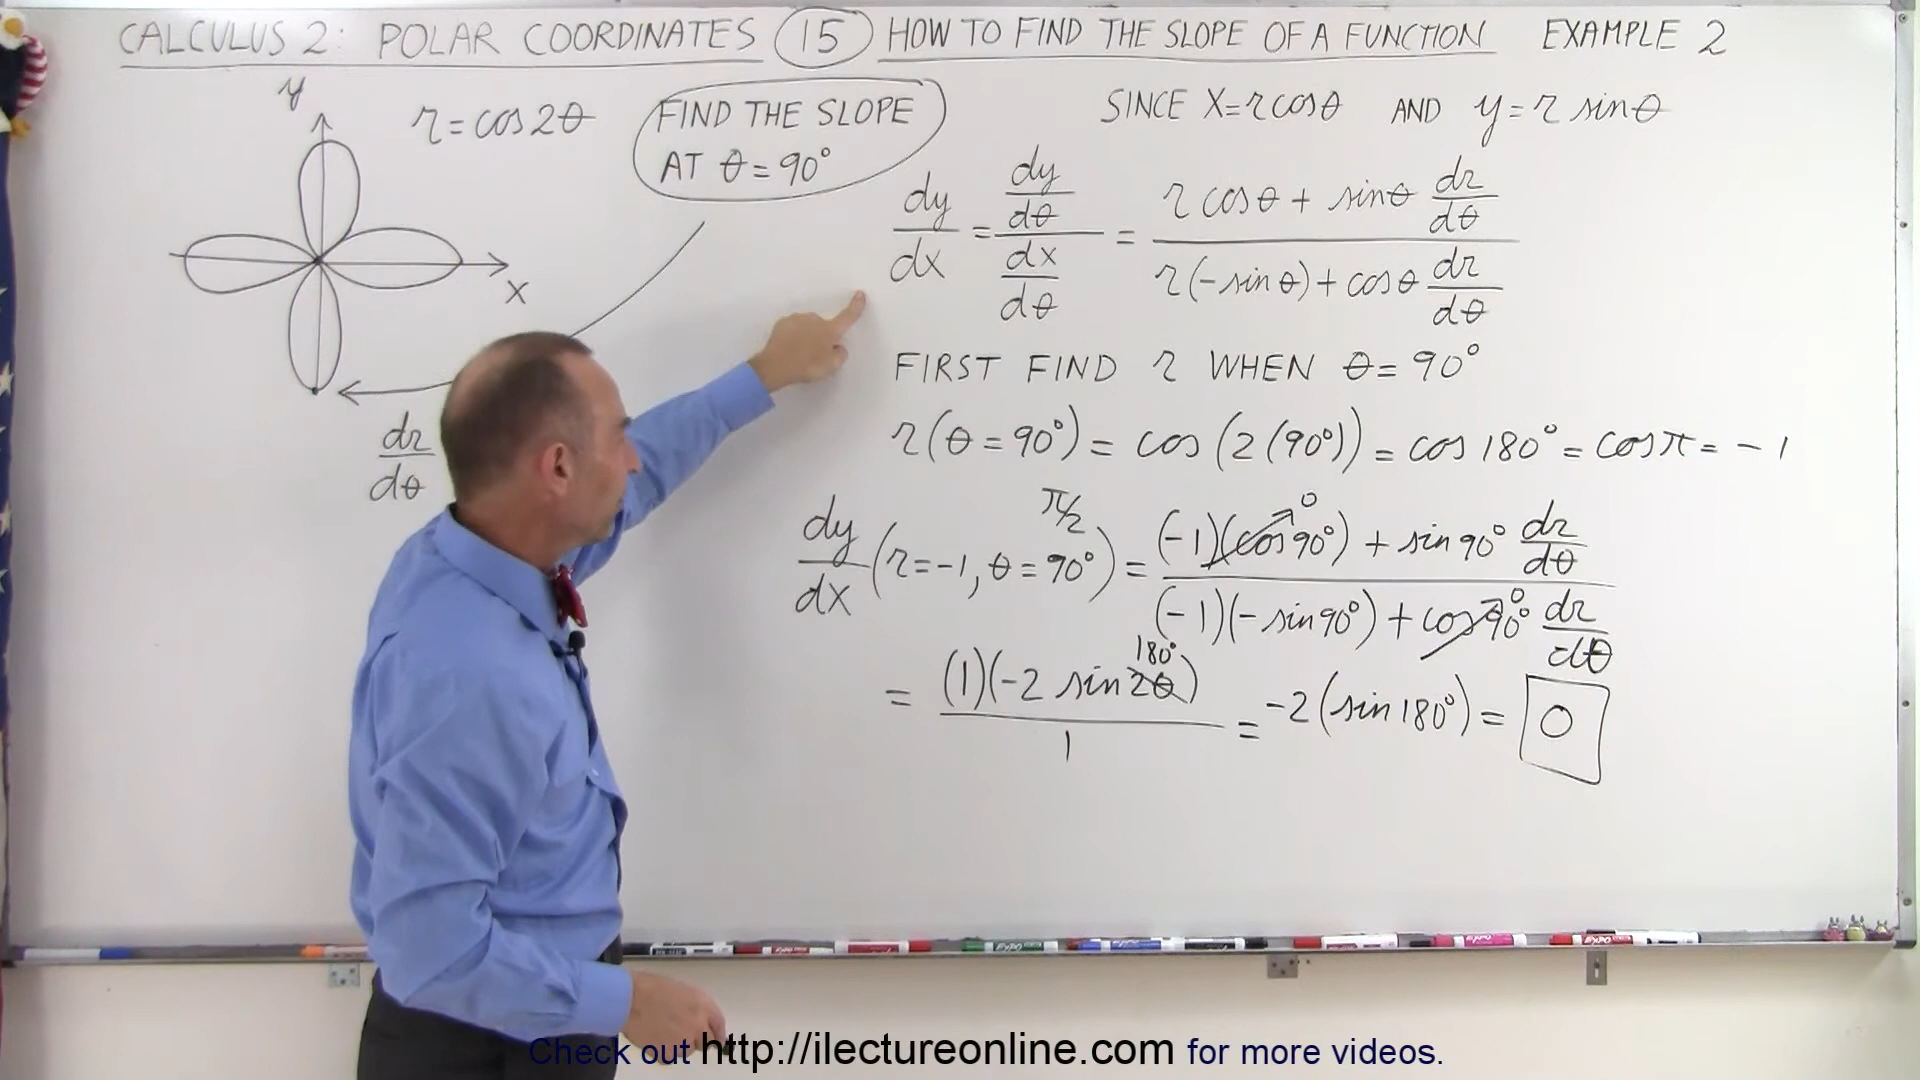 CALCULUS 2: POLAR COORDINATES 15 HOW TO FIND THE SLOPE OF A FUNCTION EXAMPLE 2
y
r = cos 2θ
x
FIND THE SLOPE
AT θ = 90°
dr/dθ
SINCE X = r cosθ AND y = r sinθ
dy/dx = (dy/dθ)/(dx/dθ) = (r cosθ + sinθ dr/dθ)/(r(-sinθ) + cosθ dr/dθ)
FIRST FIND r WHEN θ = 90°
r(θ = 90°) = cos(2(90°)) = cos 180° = cos π = -1
π/2
dy/dx (r = -1, θ = 90°) = ((-1)(cos 90°) 0 + sin 90° dr/dθ)/((-1)(-sin 90°) + cos 90° 0 dr/dθ)
= (1)(-2 sin 2θ 180°)/1 = -2(sin 180°) = 0
Check out http://ilectureonline.com for more videos.